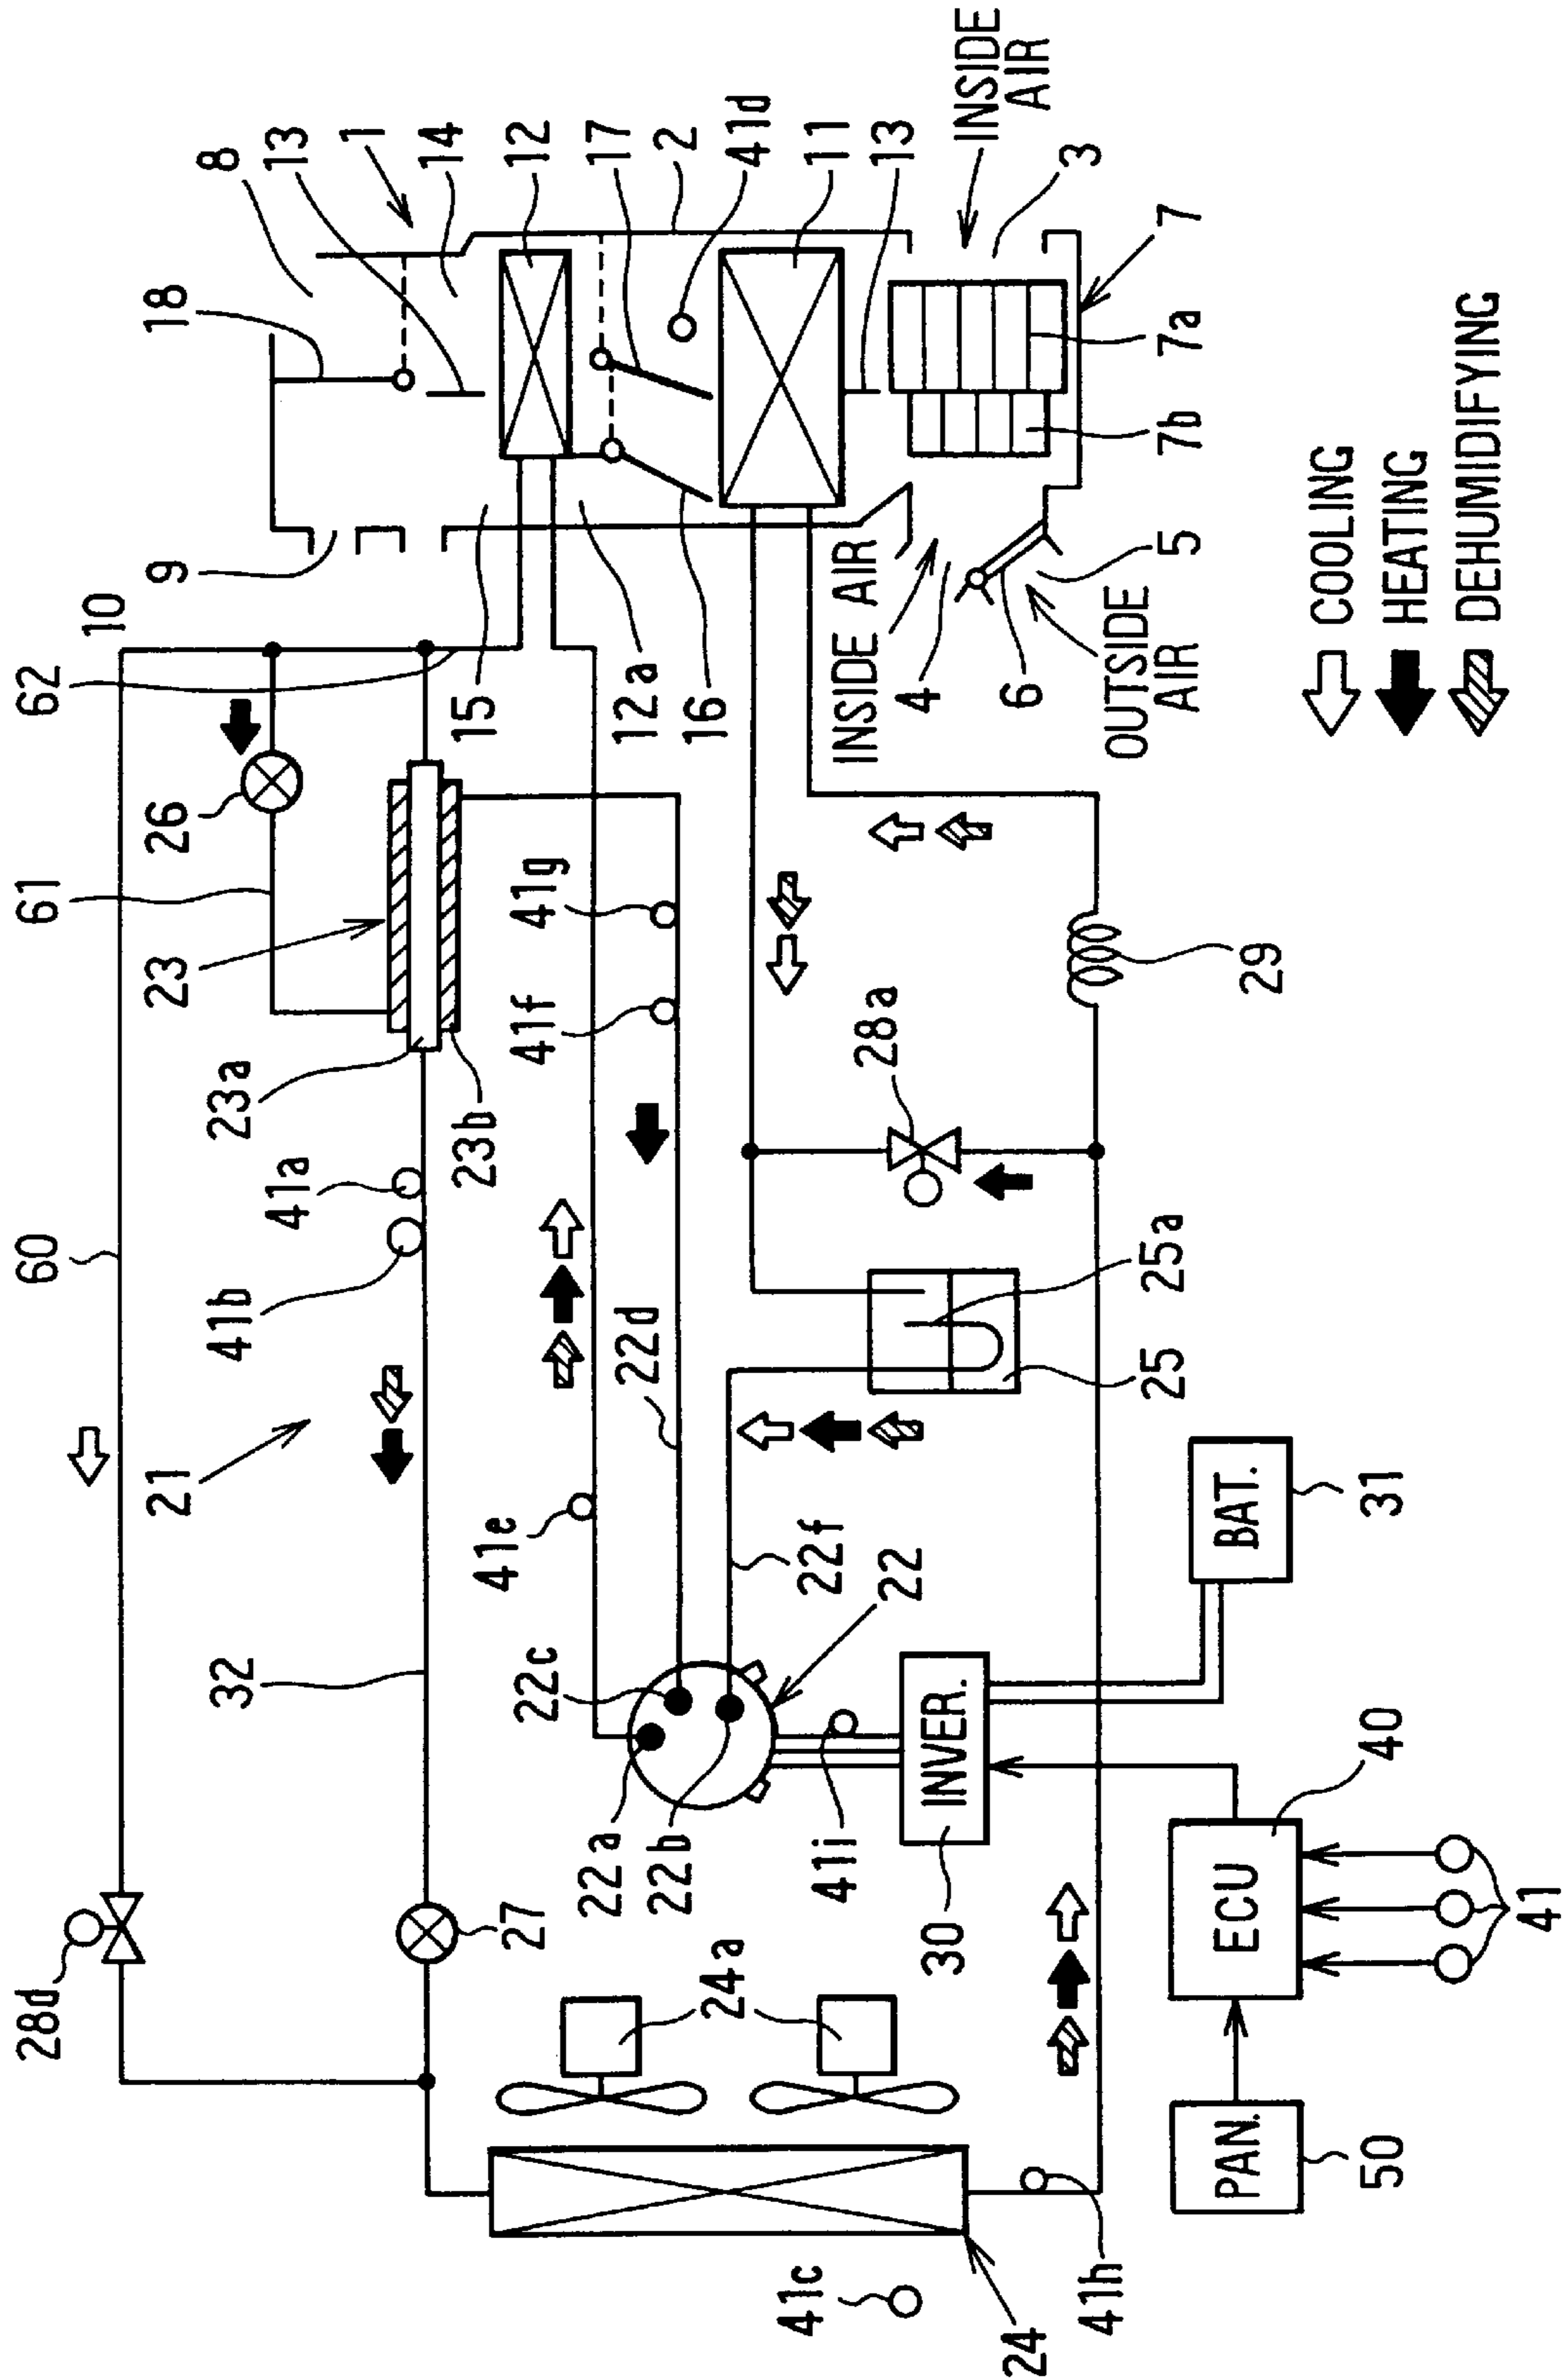 8
13
1
14
12
17
2
41d
11
13
INSIDE
AIR
3
18
7
7a
7b
9
10
62
15
12a
16
INSIDE AIR
4
6
5
OUTSIDE
AIR
COOLING
HEATING
DEHUMIDIFYING
26
61
23
23a
23b
41g
41f
41a
41b
60
28a
29
21
22d
25a
25
41e
22f
22
BAT.
31
32
22c
22a
22b
41i
INVER.
30
40
ECU
41
28d
27
24a
PAN.
50
41c
24
41h